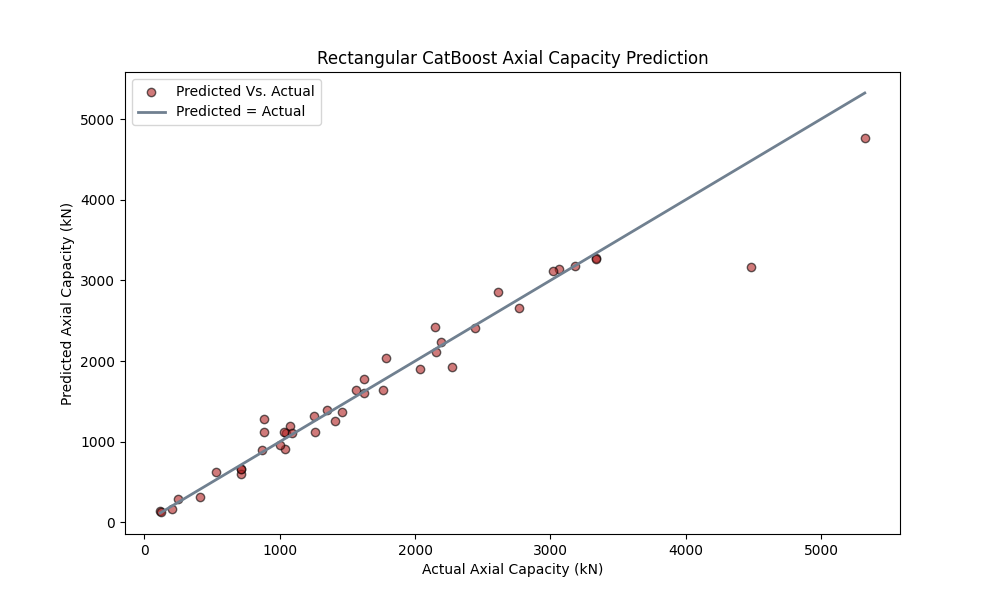 Rectangular CatBoost Axial Capacity Prediction
Predicted Vs. Actual
Predicted = Actual
Predicted Axial Capacity (kN)
5000
4000
3000
2000
1000
0
0 1000 2000 3000 4000 5000
Actual Axial Capacity (kN)